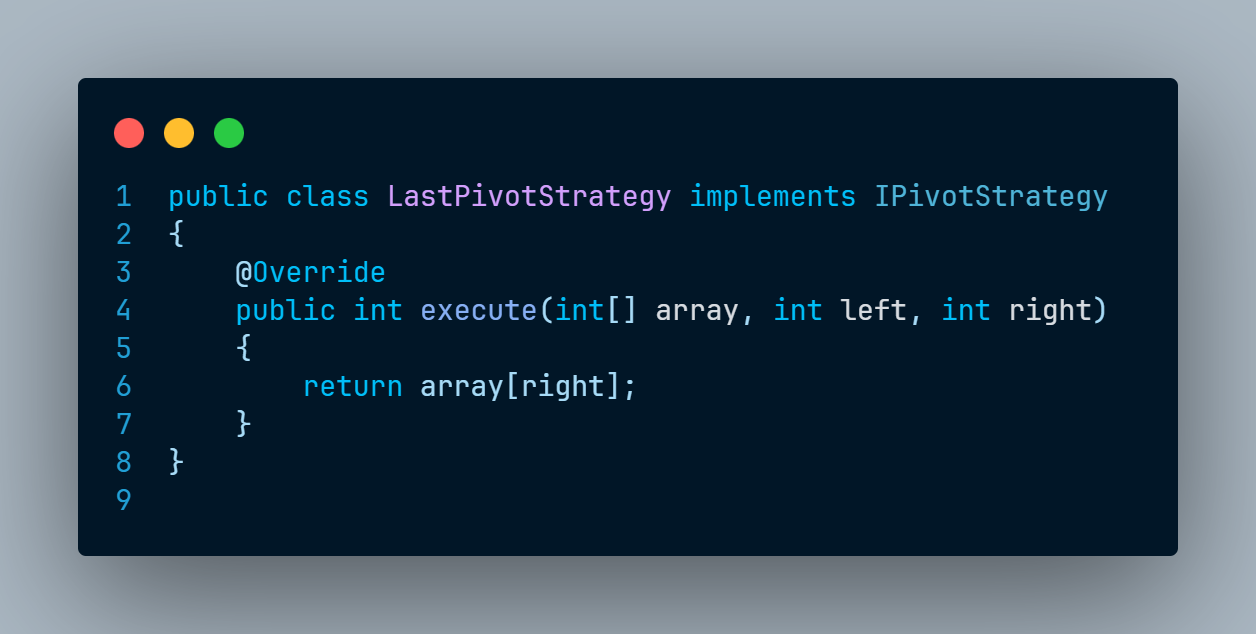 1 public class LastPivotStrategy implements IPivotStrategy
2 {
3     @Override
4     public int execute(int[] array, int left, int right)
5     {
6         return array[right];
7     }
8 }
9